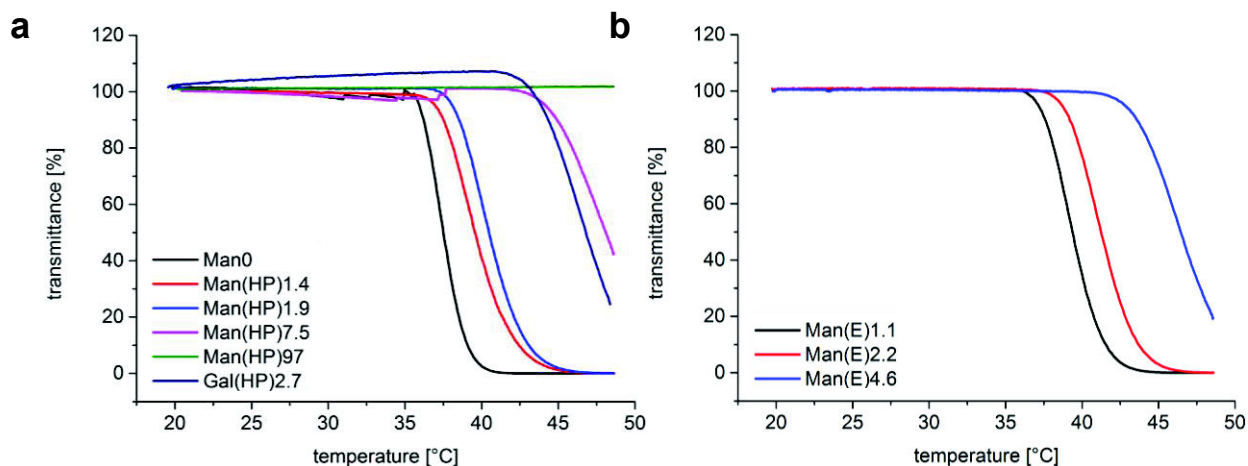 a
120
100
80
60
40
20
0
transmittance [%]
Man0
Man(HP)1.4
Man(HP)1.9
Man(HP)7.5
Man(HP)97
Gal(HP)2.7
20 25 30 35 40 45 50
temperature [°C]
b
120
100
80
60
40
20
0
transmittance [%]
Man(E)1.1
Man(E)2.2
Man(E)4.6
20 25 30 35 40 45 50
temperature [°C]